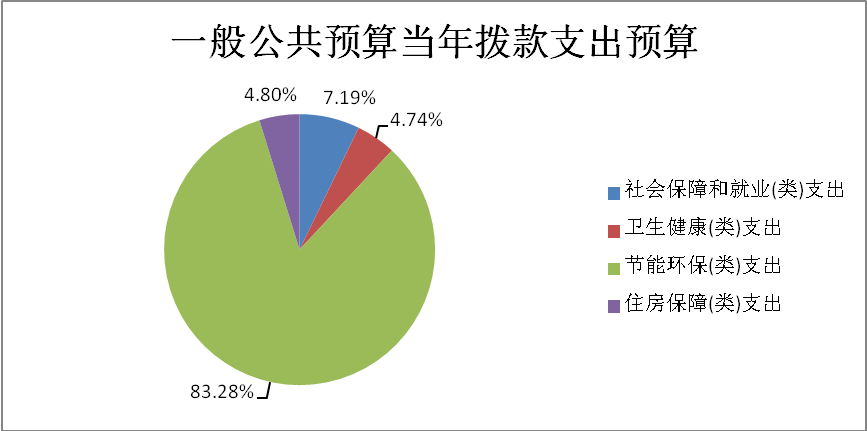 一般公共预算当年拨款支出预算
4.80%
7.19%
4.74%
83.28%
社会保障和就业(类)支出
卫生健康(类)支出
节能环保(类)支出
住房保障(类)支出